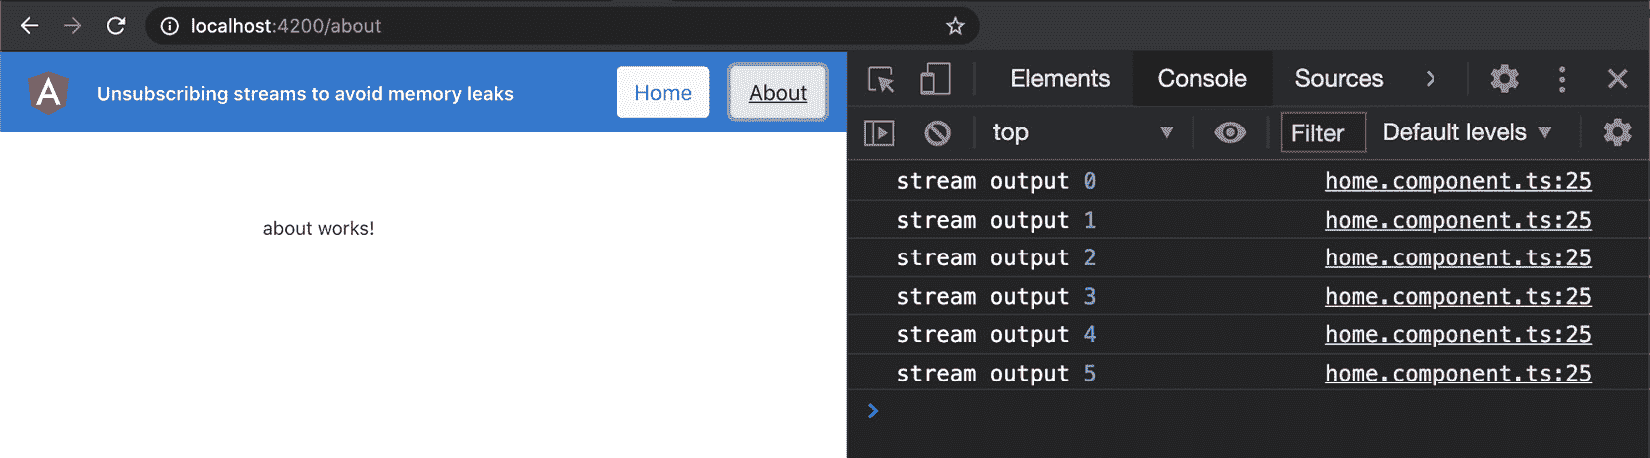 localhost:4200/about
Unsubscribing streams to avoid memory leaks
Home
About
about works!
Elements Console Sources
top Filter Default levels
stream output 0 home.component.ts:25
stream output 1 home.component.ts:25
stream output 2 home.component.ts:25
stream output 3 home.component.ts:25
stream output 4 home.component.ts:25
stream output 5 home.component.ts:25